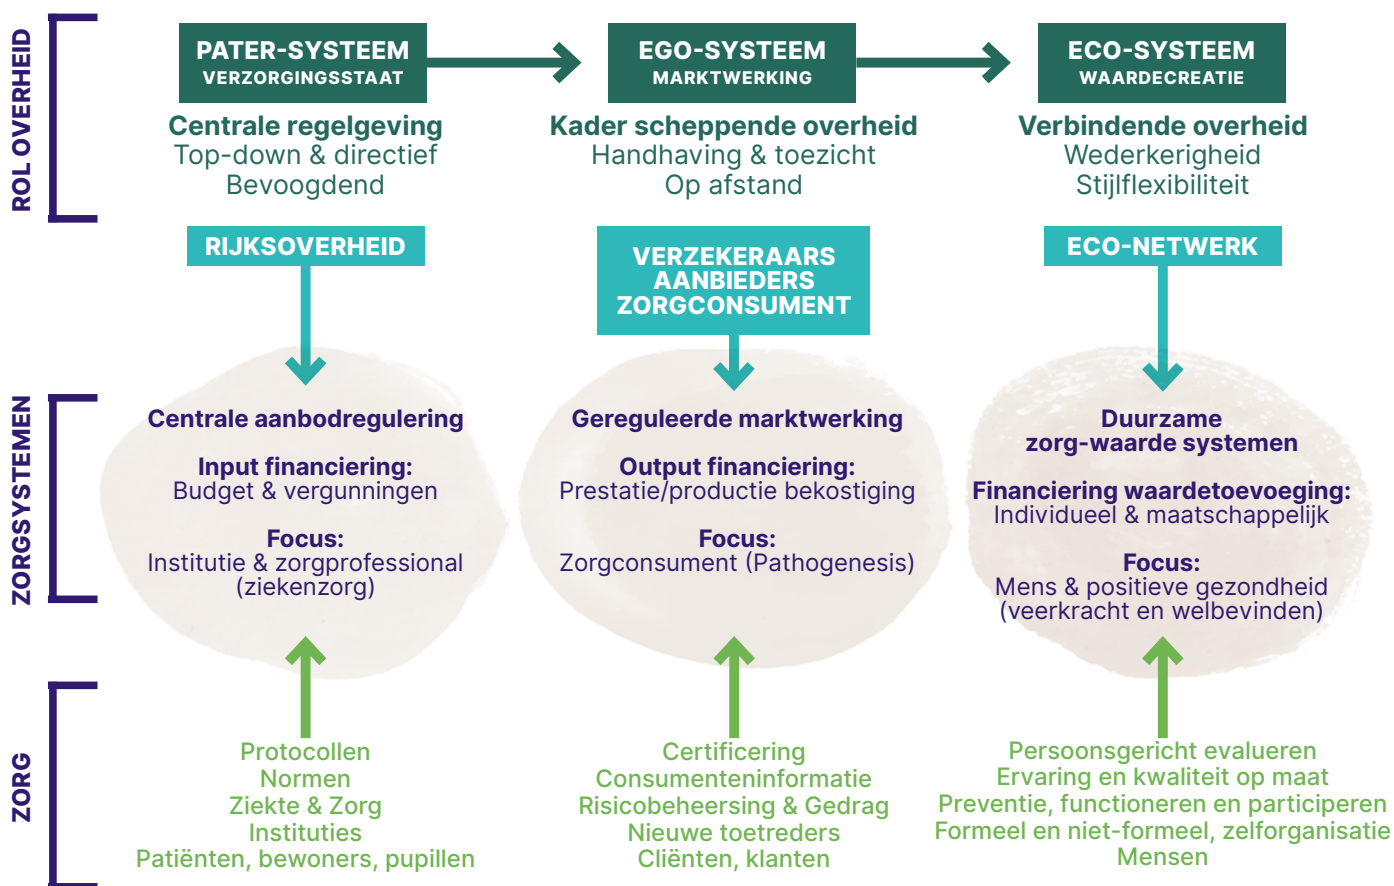 ROL OVERHEID
PATER-SYSTEEM
VERZORGINGSSTAAT
Centrale regelgeving
Top-down & directief
Bevoogdend
EGO-SYSTEEM
MARKTWERKING
Kader scheppende overheid
Handhaving & toezicht
Op afstand
ECO-SYSTEEM
WAARDECREATIE
Verbindende overheid
Wederkerigheid
Stijlflexibiliteit
RIJKSOVERHEID
VERZEKERAARS
AANBIEDERS
ZORGCONSUMENT
ECO-NETWERK
ZORGSYSTEMEN
Centrale aanbodregulering
Input financiering:
Budget & vergunningen
Focus:
Institutie & zorgprofessional
(ziekenzorg)
Gereguleerde marktwerking
Output financiering:
Prestatie/productie bekostiging
Focus:
Zorgconsument (Pathogenesis)
Duurzame
zorg-waarde systemen
Financiering waardetoevoeging:
Individueel & maatschappelijk
Focus:
Mens & positieve gezondheid
(veerkracht en welbevinden)
ZORG
Protocollen
Normen
Ziekte & Zorg
Instituties
Patiënten, bewoners, pupillen
Certificering
Consumenteninformatie
Risicobeheersing & Gedrag
Nieuwe toetreders
Cliënten, klanten
Persoonsgericht evalueren
Ervaring en kwaliteit op maat
Preventie, functioneren en participeren
Formeel en niet-formeel, zelforganisatie
Mensen